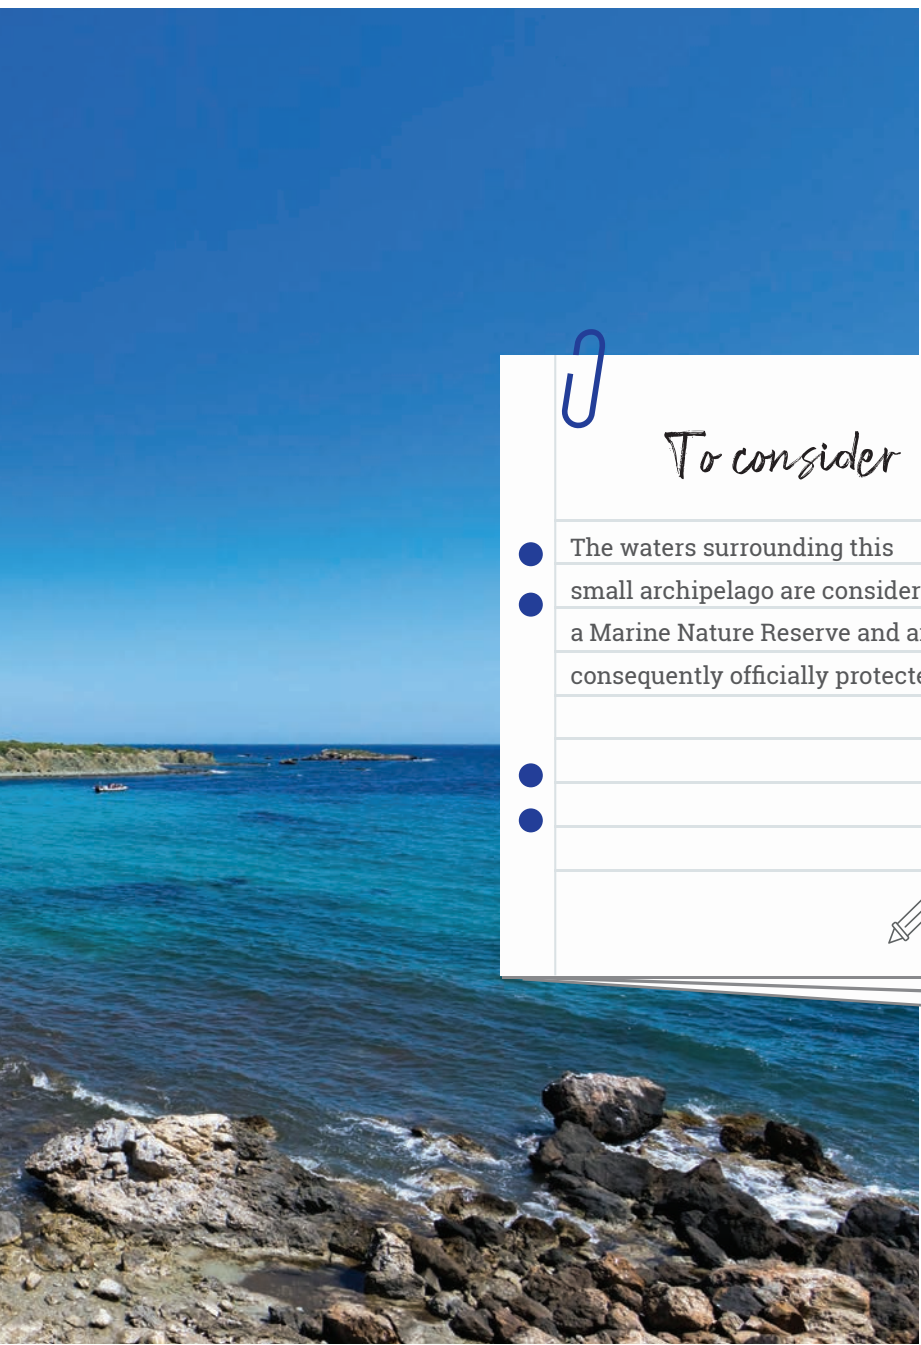 To consider
The waters surrounding this
small archipelago are consider
a Marine Nature Reserve and a
consequently officially protecte